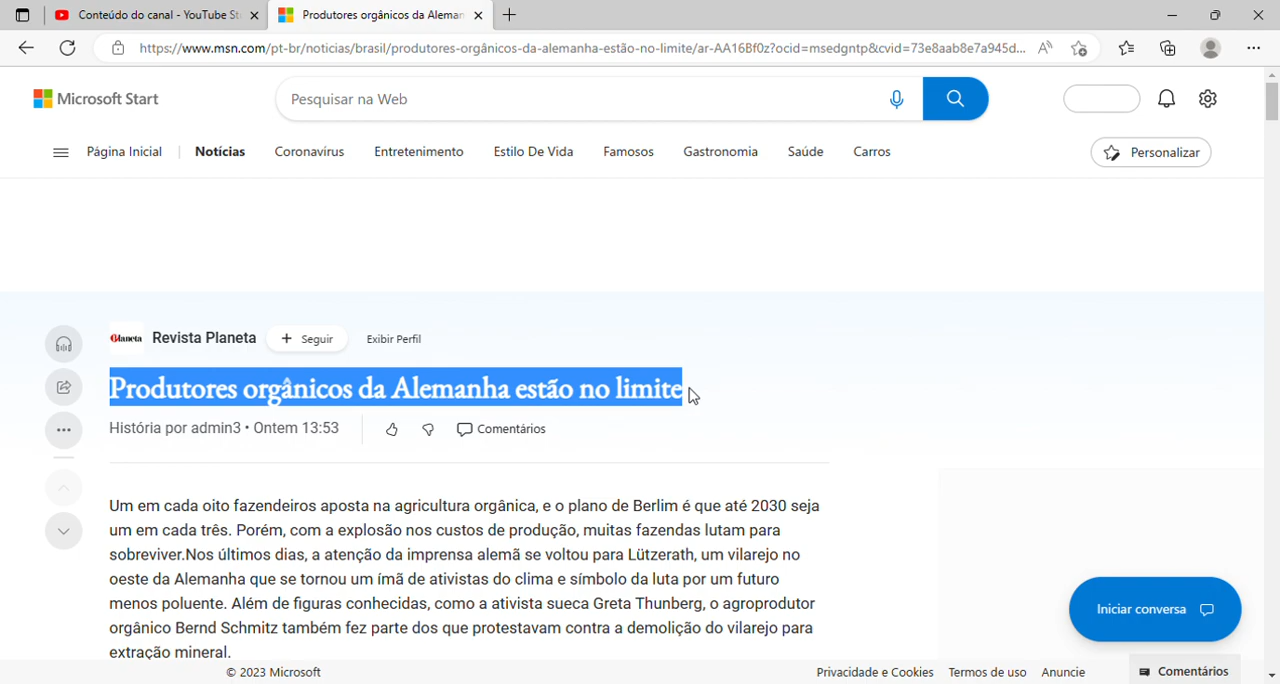 Conteúdo do canal - YouTube St
Produtores orgânicos da Aleman
https://www.msn.com/pt-br/noticias/brasil/produtores-orgânicos-da-alemanha-estão-no-limite/ar-AA16Bf0z?ocid=msedgntp&cvid=73e8aab8e7a945d...
Microsoft Start
Pesquisar na Web
Página Inicial
Notícias
Coronavírus
Entretenimento
Estilo De Vida
Famosos
Gastronomia
Saúde
Carros
Personalizar
Planeta
Revista Planeta
+ Seguir
Exibir Perfil
Produtores orgânicos da Alemanha estão no limite
História por admin3 • Ontem 13:53
Comentários
Um em cada oito fazendeiros aposta na agricultura orgânica, e o plano de Berlim é que até 2030 seja
um em cada três. Porém, com a explosão nos custos de produção, muitas fazendas lutam para
sobreviver.Nos últimos dias, a atenção da imprensa alemã se voltou para Lützerath, um vilarejo no
oeste da Alemanha que se tornou um ímã de ativistas do clima e símbolo da luta por um futuro
menos poluente. Além de figuras conhecidas, como a ativista sueca Greta Thunberg, o agroprodutor
orgânico Bernd Schmitz também fez parte dos que protestavam contra a demolição do vilarejo para
extração mineral.
Iniciar conversa
© 2023 Microsoft
Privacidade e Cookies
Termos de uso
Anuncie
Comentários